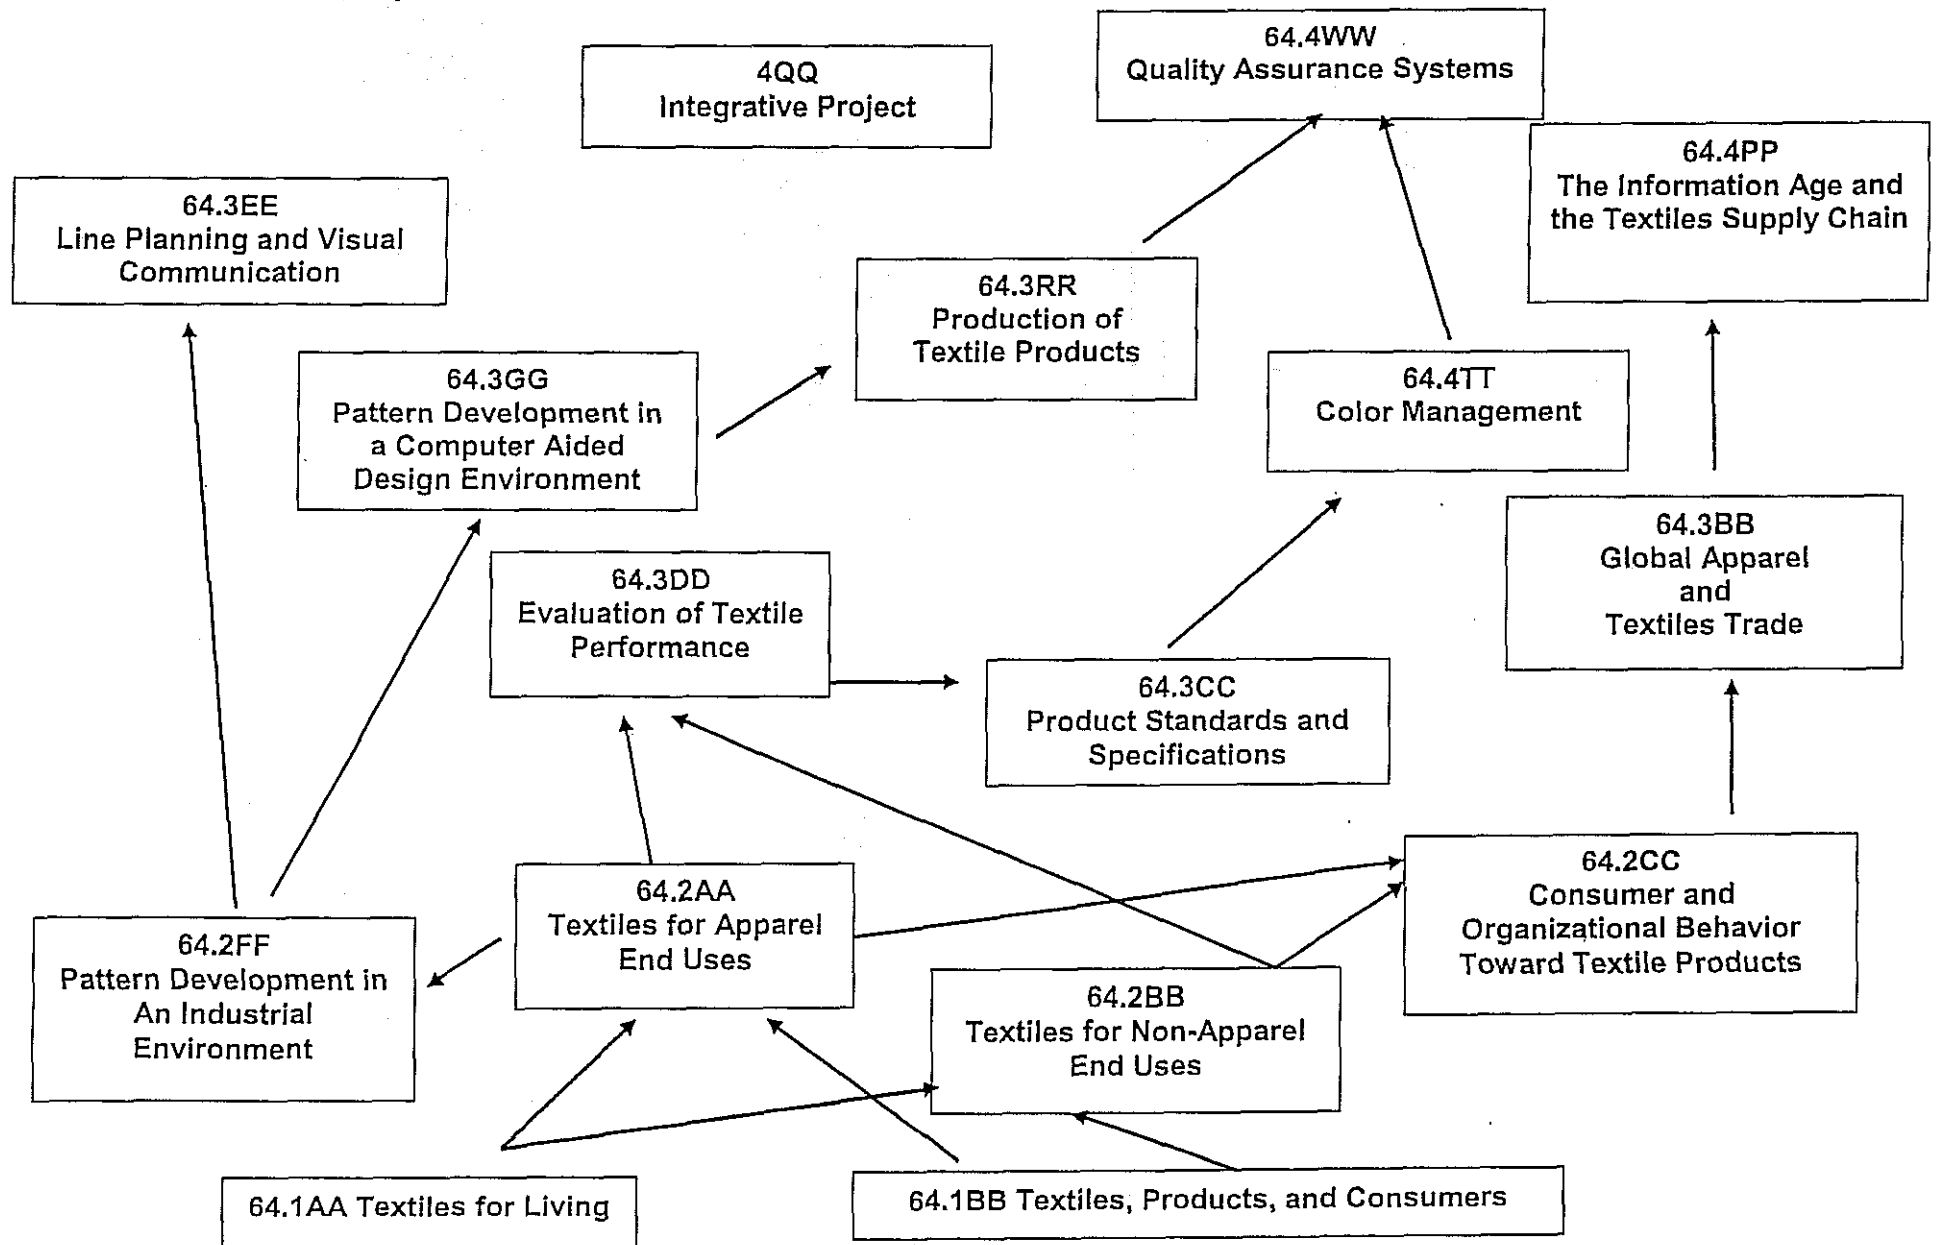 64.4WW
Quality Assurance Systems
4QQ
Integrative Project
64.4PP
The Information Age and
the Textiles Supply Chain
64.3EE
Line Planning and Visual
Communication
64.3RR
Production of
Textile Products
64.3GG
Pattern Development in
a Computer Aided
Design Environment
64.4TT
Color Management
64.3BB
Global Apparel
and
Textiles Trade
64.3DD
Evaluation of Textile
Performance
64.3CC
Product Standards and
Specifications
64.2CC
Consumer and
Organizational Behavior
Toward Textile Products
64.2AA
Textiles for Apparel
End Uses
64.2FF
Pattern Development in
An Industrial
Environment
64.2BB
Textiles for Non-Apparel
End Uses
64.1AA Textiles for Living
64.1BB Textiles, Products, and Consumers